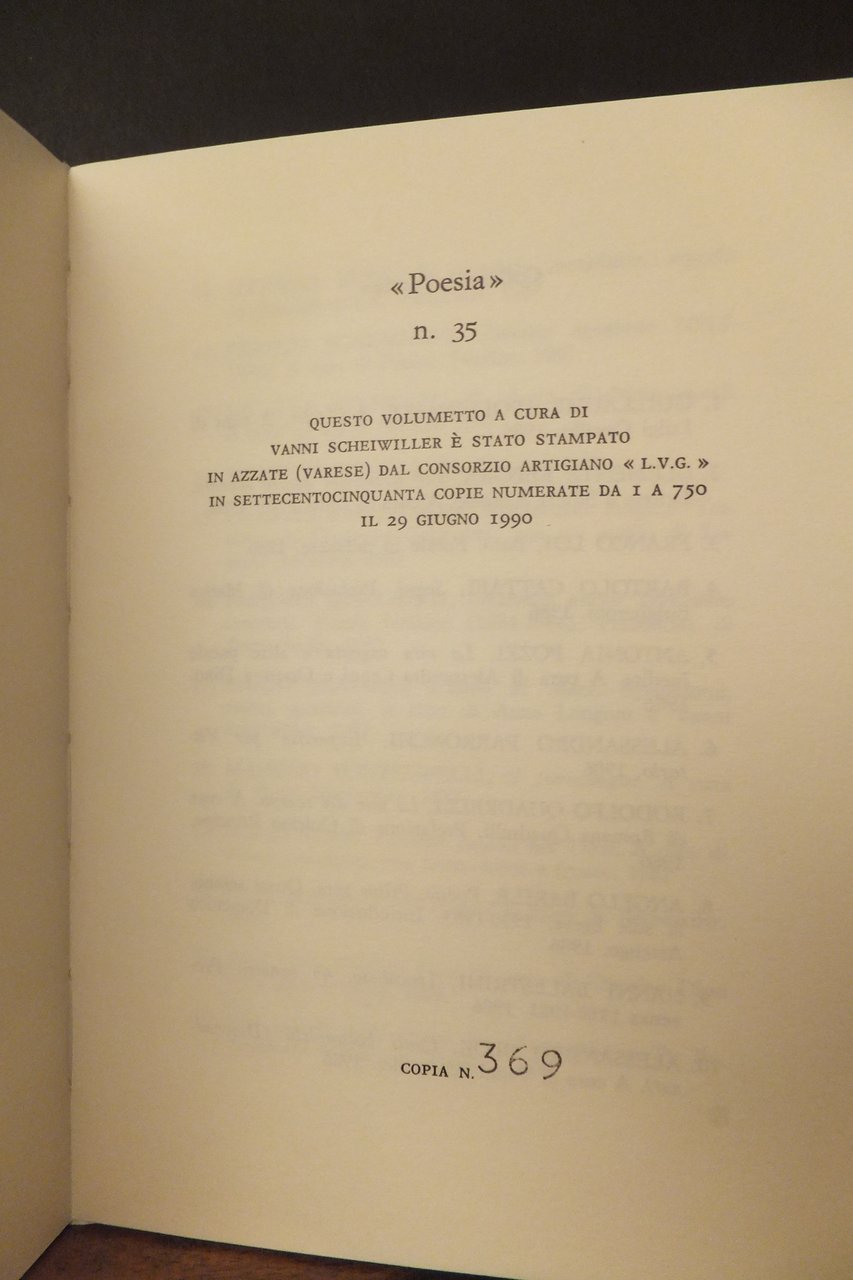 «Poesia»
n. 35
QUESTO VOLUMETTO A CURA DI
VANNI SCHEIWILLER È STATO STAMPATO
IN AZZATE (VARESE) DAL CONSORZIO ARTIGIANO « L.V.G. »
IN SETTECENTOCINQUANTA COPIE NUMERATE DA 1 A 750
IL 29 GIUGNO 1990
COPIA N. 369